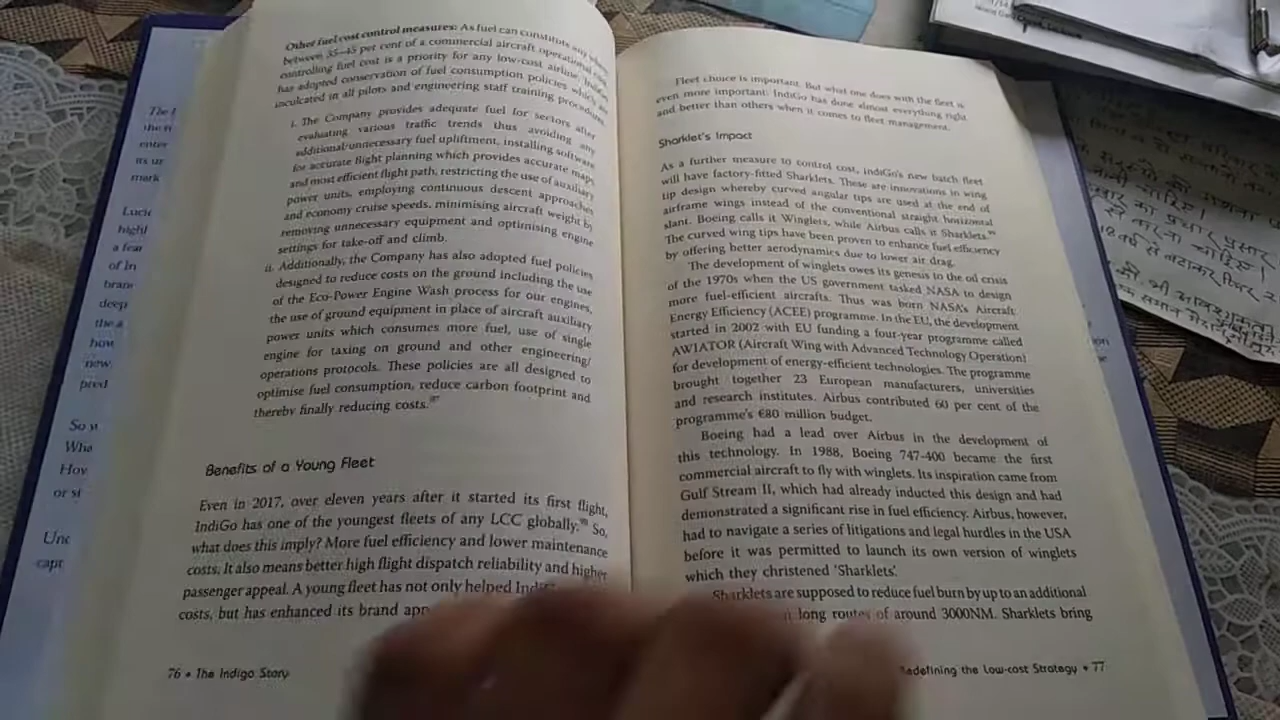 Other fuel cost control measures: As fuel can constitute
between 35–45 per cent of a commercial aircraft operational
controlling fuel cost is a priority for any low-cost airline. IndiGo
has adopted conservation of fuel consumption policies which are
inculcated in all pilots and engineering staff training procedures.
i. The Company provides adequate fuel for sectors after
evaluating various traffic trends thus avoiding any
additional/unnecessary fuel upliftment, installing software
for accurate flight planning which provides accurate maps
and most efficient flight path, restricting the use of auxiliary
power units, employing continuous descent approaches
and economy cruise speeds, minimising aircraft weight by
removing unnecessary equipment and optimising engine
settings for take-off and climb.
ii. Additionally, the Company has also adopted fuel policies
designed to reduce costs on the ground including the use
of the Eco-Power Engine Wash process for our engines,
the use of ground equipment in place of aircraft auxiliary
power units which consumes more fuel, use of single
engine for taxing on ground and other engineering/
operations protocols. These policies are all designed to
optimise fuel consumption, reduce carbon footprint and
thereby finally reducing costs.
Benefits of a Young Fleet
Even in 2017, over eleven years after it started its first flight,
IndiGo has one of the youngest fleets of any LCC globally. So,
what does this imply? More fuel efficiency and lower maintenance
costs. It also means better high flight dispatch reliability and higher
passenger appeal. A young fleet has not only helped
costs, but has enhanced its brand
76 • The Indigo Story
Fleet choice is important. But what one does with the fleet is
even more important. IndiGo has done almost everything right
and better than others when it comes to fleet management.
Sharklet's Impact
As a further measure to control cost, indiGo's new batch fleet
will have factory-fitted Sharklets. These are innovations in wing
tip design whereby curved angular tips are used at the end of
airframe wings instead of the conventional straight horizontal
slant. Boeing calls it Winglets, while Airbus calls it Sharklets.
The curved wing tips have been proven to enhance fuel efficiency
by offering better aerodynamics due to lower air drag.
The development of winglets owes its genesis to the oil crisis
of the 1970s when the US government tasked NASA to design
more fuel-efficient aircrafts. Thus was born NASA's Aircraft
Energy Efficiency (ACEE) programme. In the EU, the development
started in 2002 with EU funding a four-year programme called
AWIATOR (Aircraft Wing with Advanced Technology Operation)
for development of energy-efficient technologies. The programme
brought together 23 European manufacturers, universities
and research institutes. Airbus contributed 60 per cent of the
programme's €80 million budget.
Boeing had a lead over Airbus in the development of
this technology. In 1988, Boeing 747-400 became the first
commercial aircraft to fly with winglets. Its inspiration came from
Gulf Stream II, which had already inducted this design and had
demonstrated a significant rise in fuel efficiency. Airbus, however,
had to navigate a series of litigations and legal hurdles in the USA
before it was permitted to launch its own version of winglets
which they christened 'Sharklets'.
Sharklets are supposed to reduce fuel burn by up to an additional
long routes of around 3000NM. Sharklets bring
Redefining the Low-cost Strategy • 77